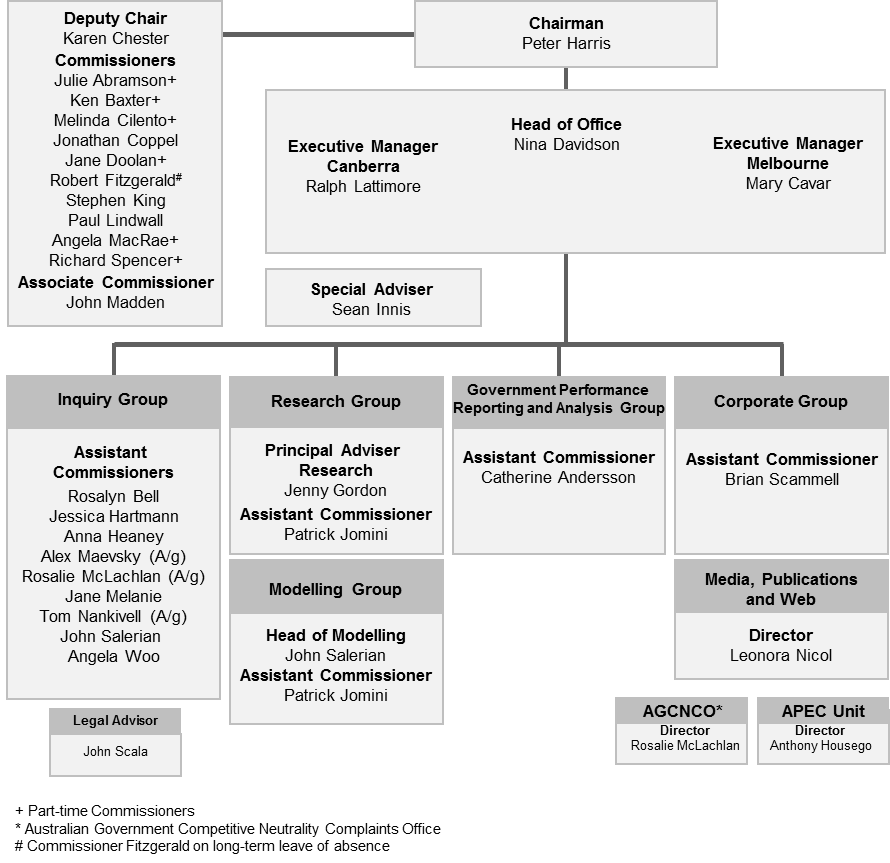 Deputy Chair
Karen Chester
Commissioners
Julie Abramson+
Ken Baxter+
Melinda Cilento+
Jonathan Coppel
Jane Doolan+
Robert Fitzgerald#
Stephen King
Paul Lindwall
Angela MacRae+
Richard Spencer+
Associate Commissioner
John Madden
Chairman
Peter Harris
Executive Manager
Canberra
Ralph Lattimore
Head of Office
Nina Davidson
Executive Manager
Melbourne
Mary Cavar
Special Adviser
Sean Innis
Inquiry Group
Assistant
Commissioners
Rosalyn Bell
Jessica Hartmann
Anna Heaney
Alex Maevsky (A/g)
Rosalie McLachlan (A/g)
Jane Melanie
Tom Nankivell (A/g)
John Salerian
Angela Woo
Legal Advisor
John Scala
Research Group
Principal Adviser
Research
Jenny Gordon
Assistant Commissioner
Patrick Jomini
Modelling Group
Head of Modelling
John Salerian
Assistant Commissioner
Patrick Jomini
Government Performance
Reporting and Analysis Group
Assistant Commissioner
Catherine Andersson
Corporate Group
Assistant Commissioner
Brian Scammell
Media, Publications
and Web
Director
Leonora Nicol
AGCNCO*
Director
Rosalie McLachlan
APEC Unit
Director
Anthony Housego
+ Part-time Commissioners
* Australian Government Competitive Neutrality Complaints Office
# Commissioner Fitzgerald on long-term leave of absence